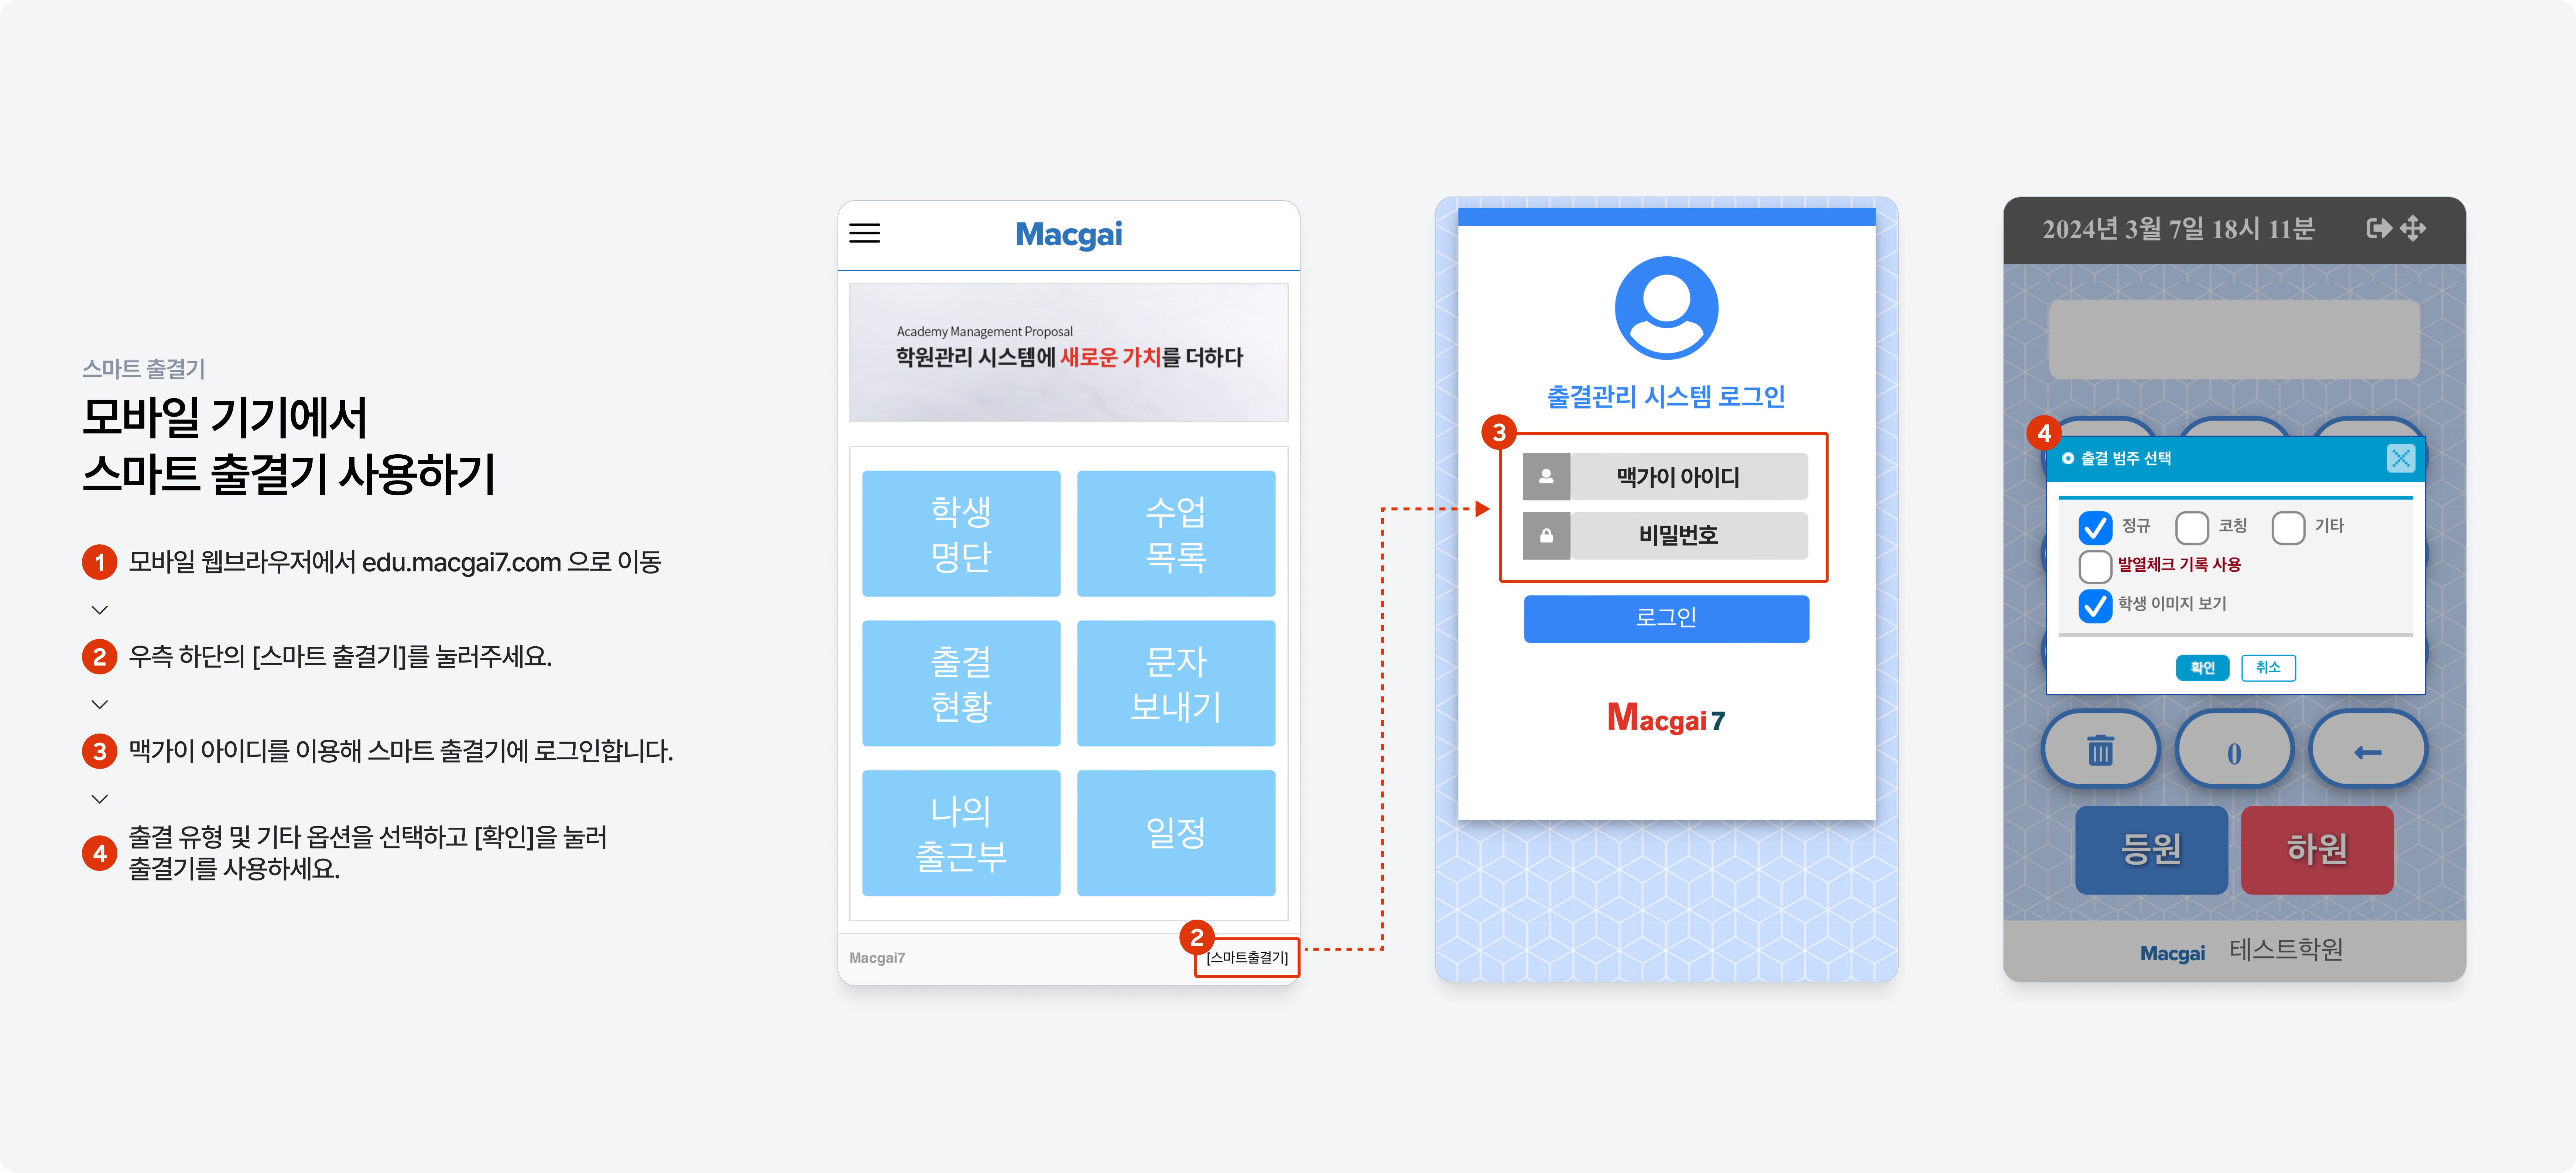 스마트 출결기
모바일 기기에서
스마트 출결기 사용하기
1 모바일 웹브라우저에서 edu.macgai7.com 으로 이동
2 우측 하단의 [스마트 출결기]를 눌러주세요.
3 맥가이 아이디를 이용해 스마트 출결기에 로그인합니다.
4 출결 유형 및 기타 옵션을 선택하고 [확인]을 눌러
출결기를 사용하세요.
Macgai
Academy Management Proposal
학원관리 시스템에 새로운 가치를 더하다
학생
명단
수업
목록
출결
현황
문자
보내기
나의
출근부
일정
Macgai7
2
[스마트출결기]
출결관리 시스템 로그인
3
맥가이 아이디
비밀번호
로그인
Macgai 7
2024년 3월 7일 18시 11분
4
출결 범주 선택
정규 코칭 기타
발열체크 기록 사용
학생 이미지 보기
확인 취소
0
등원 하원
Macgai 테스트학원